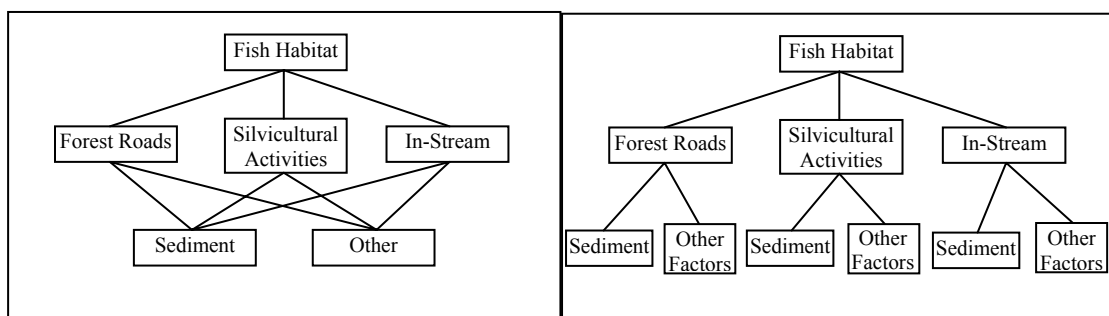 Fish Habitat
Forest Roads
Silvicultural
Activities
In-Stream
Sediment
Other
Fish Habitat
Forest Roads
Silvicultural
Activities
In-Stream
Sediment
Other
Factors
Sediment
Other
Factors
Sediment
Other
Factors